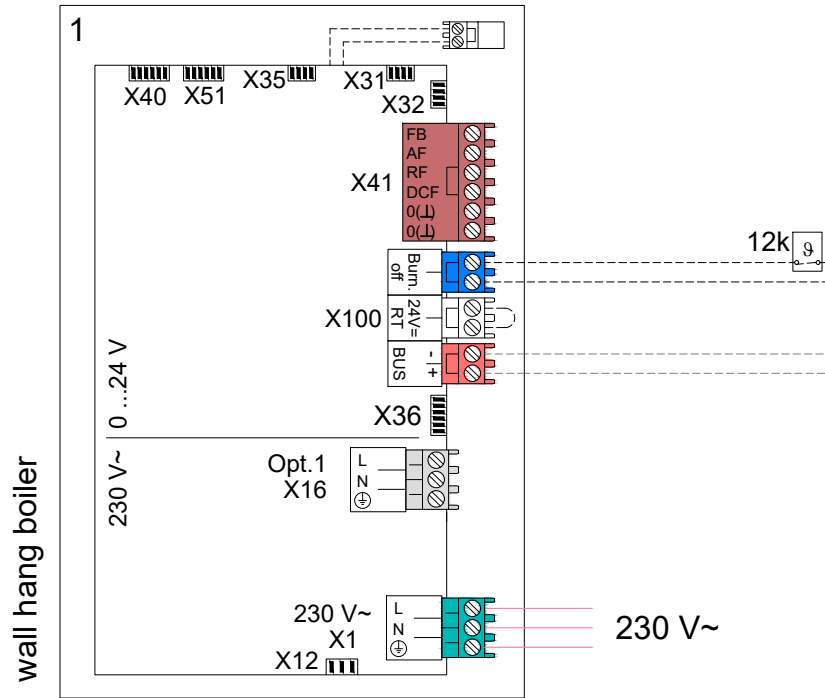 1
X40
X51
X35
X31
X32
X41
FB
AF
RF
DCF
0(⊥)
0(⊥)
Burn.
off
12k
ϑ
X100
24V=
RT
BUS
- +
X36
0 ...24 V
230 V~
Opt.1
X16
L
N
wall hang boiler
230 V~
X1
L
N
X12
230 V~